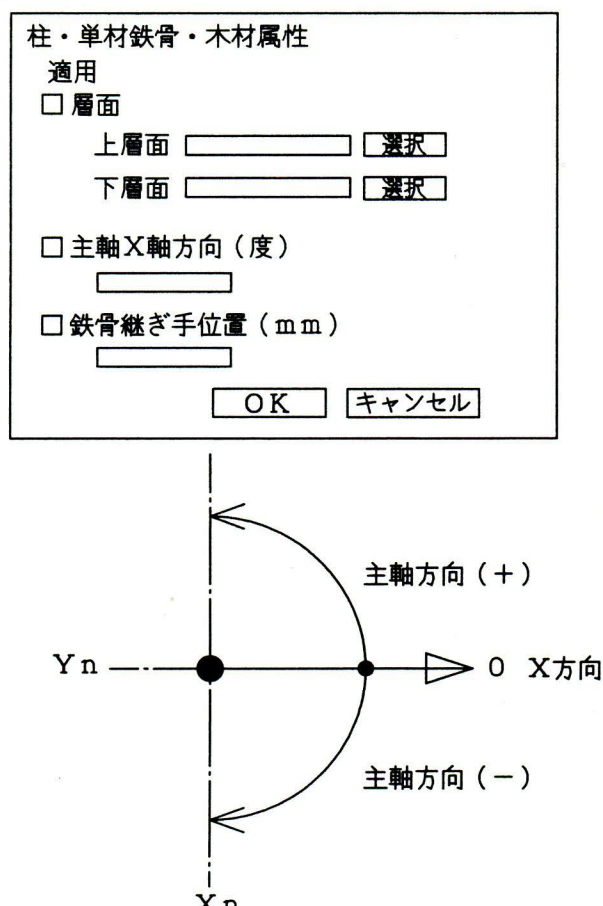 柱・単材鉄骨・木材属性
適用
□ 層面
上層面 選択
下層面 選択
□ 主軸X軸方向（度）
□ 鉄骨継ぎ手位置（mm）
OK キャンセル
主軸方向（＋）
Yn 0 X方向
主軸方向（－）
Xn